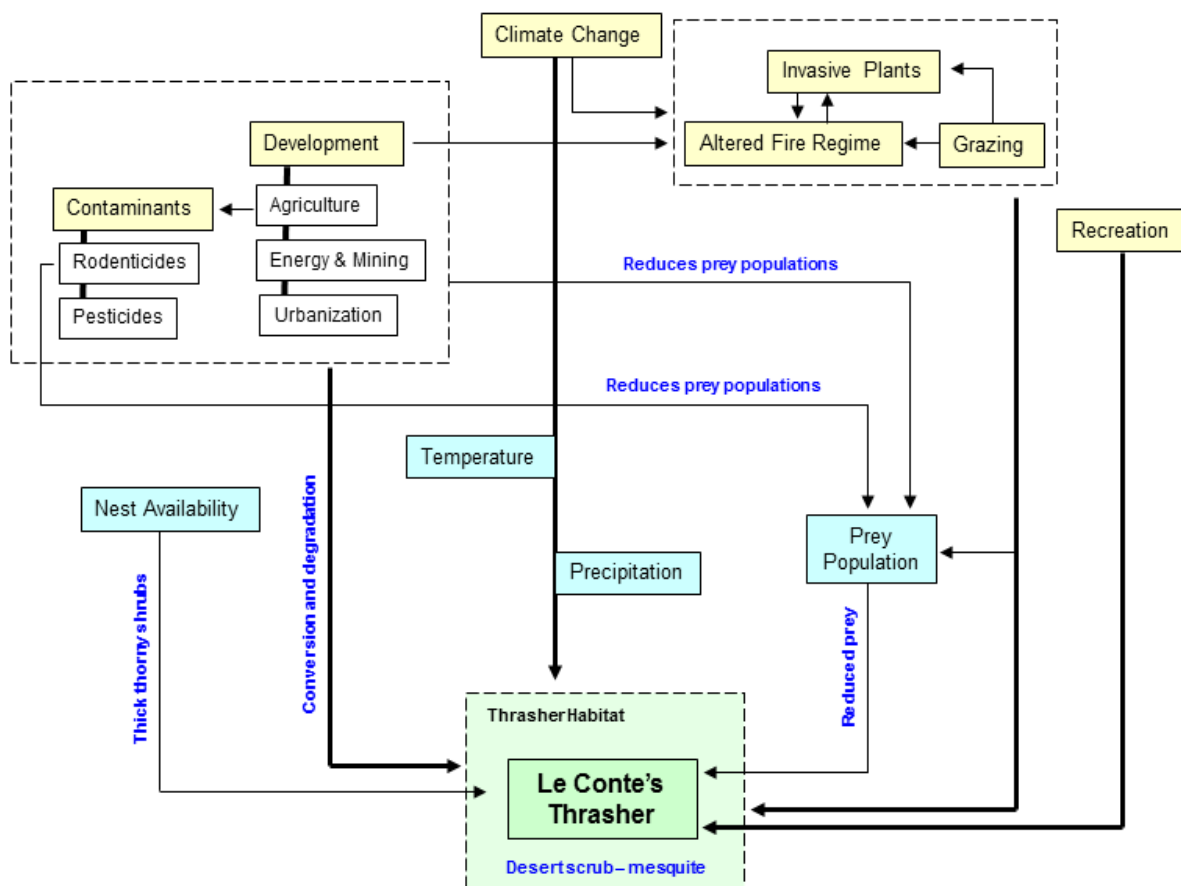 Climate Change
Invasive Plants
Development
Altered Fire Regime
Grazing
Contaminants
Agriculture
Recreation
Rodenticides
Energy & Mining
Reduces prey populations
Pesticides
Urbanization
Reduces prey populations
Temperature
Nest Availability
Prey
Population
Precipitation
Thick thorny shrubs
Conversion and degradation
Reduced prey
Thrasher Habitat
Le Conte's
Thrasher
Desert scrub – mesquite